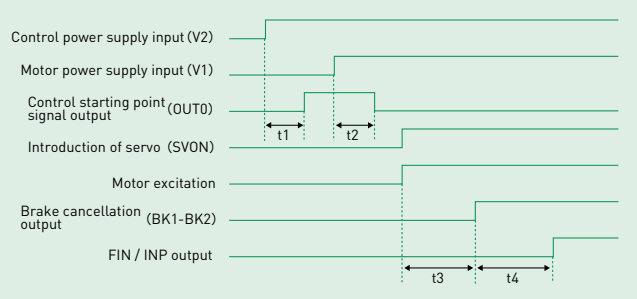 Control power supply input (V2)
Motor power supply input (V1)
Control starting point
signal output (OUT0)
t1
t2
Introduction of servo (SVON)
Motor excitation
Brake cancellation
output (BK1-BK2)
FIN / INP output
t3
t4